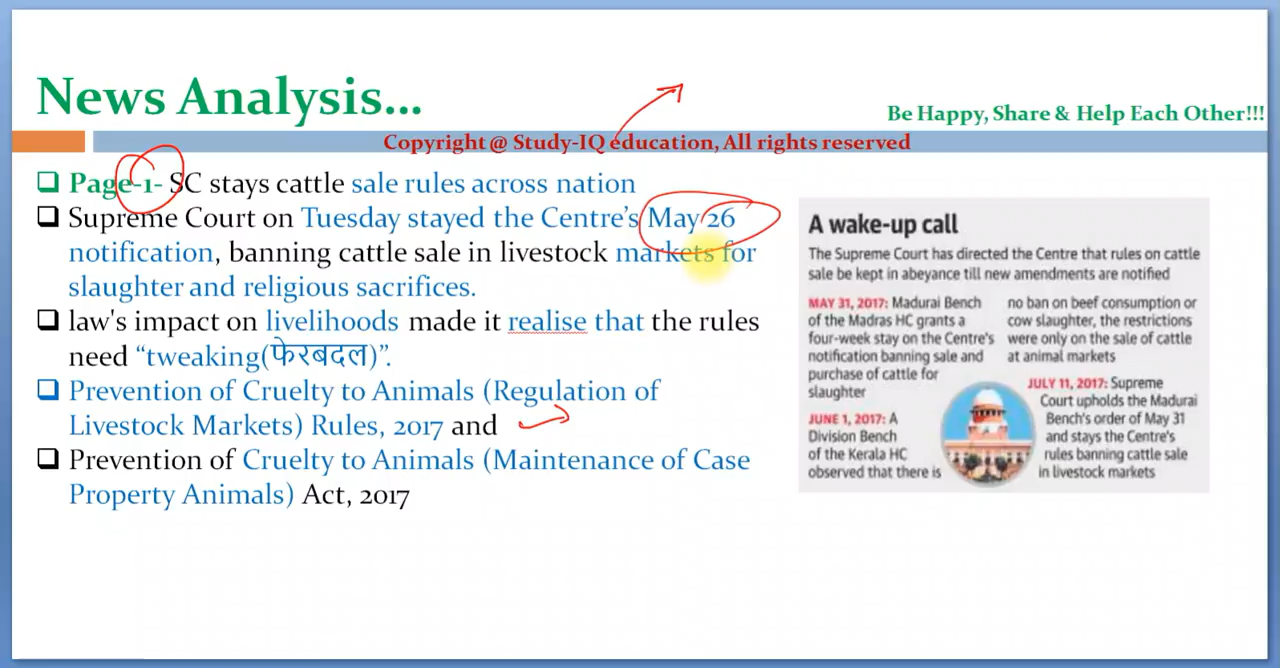 News Analysis...
Be Happy, Share & Help Each Other!!!
Copyright @ Study-IQ education, All rights reserved
Page-1- SC stays cattle sale rules across nation
Supreme Court on Tuesday stayed the Centre's May 26
notification, banning cattle sale in livestock markets for
slaughter and religious sacrifices.
law's impact on livelihoods made it realise that the rules
need “tweaking(फेरबदल)”.
Prevention of Cruelty to Animals (Regulation of
Livestock Markets) Rules, 2017 and
Prevention of Cruelty to Animals (Maintenance of Case
Property Animals) Act, 2017
A wake-up call
The Supreme Court has directed the Centre that rules on cattle
sale be kept in abeyance till new amendments are notified
MAY 31, 2017: Madurai Bench
of the Madras HC grants a
four-week stay on the Centre's
notification banning sale and
purchase of cattle for
slaughter
JUNE 1, 2017: A
Division Bench
of the Kerala HC
observed that there is
no ban on beef consumption or
cow slaughter, the restrictions
were only on the sale of cattle
at animal markets
JULY 11, 2017: Supreme
Court upholds the Madurai
Bench's order of May 31
and stays the Centre's
rules banning cattle sale
in livestock markets